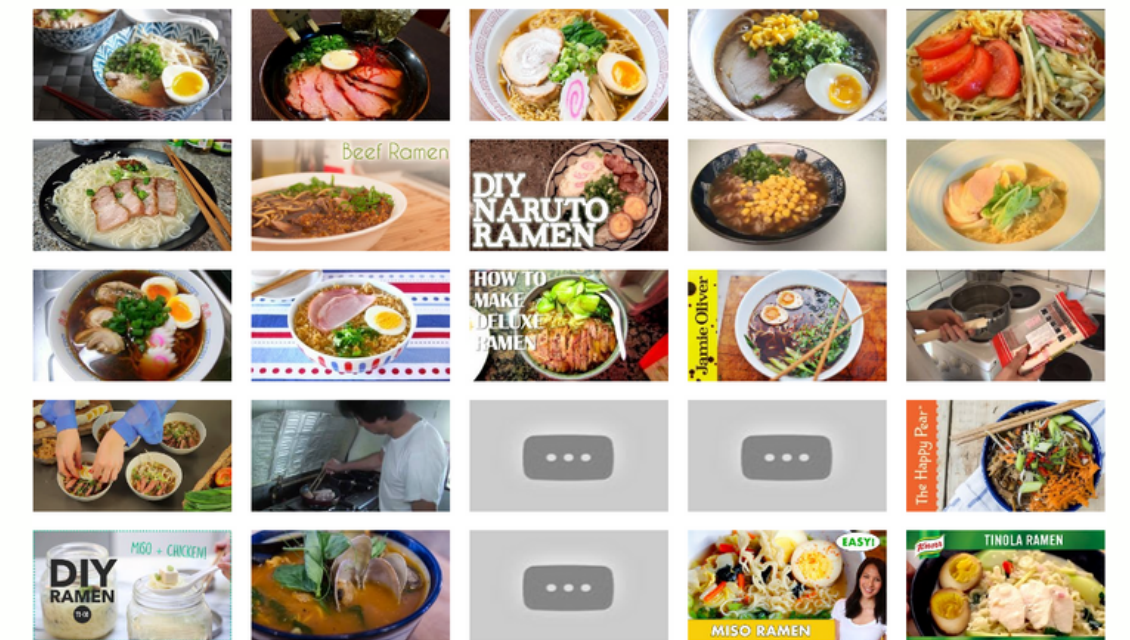 Beef Ramen
DIY
NARUTO
RAMEN
HOW TO
MAKE
DELUXE
RAMEN
Jamie Oliver
The Happy Pear
MISO + CHICKEN!
DIY
RAMEN
EASY!
MISO RAMEN
Knorr
TINOLA RAMEN